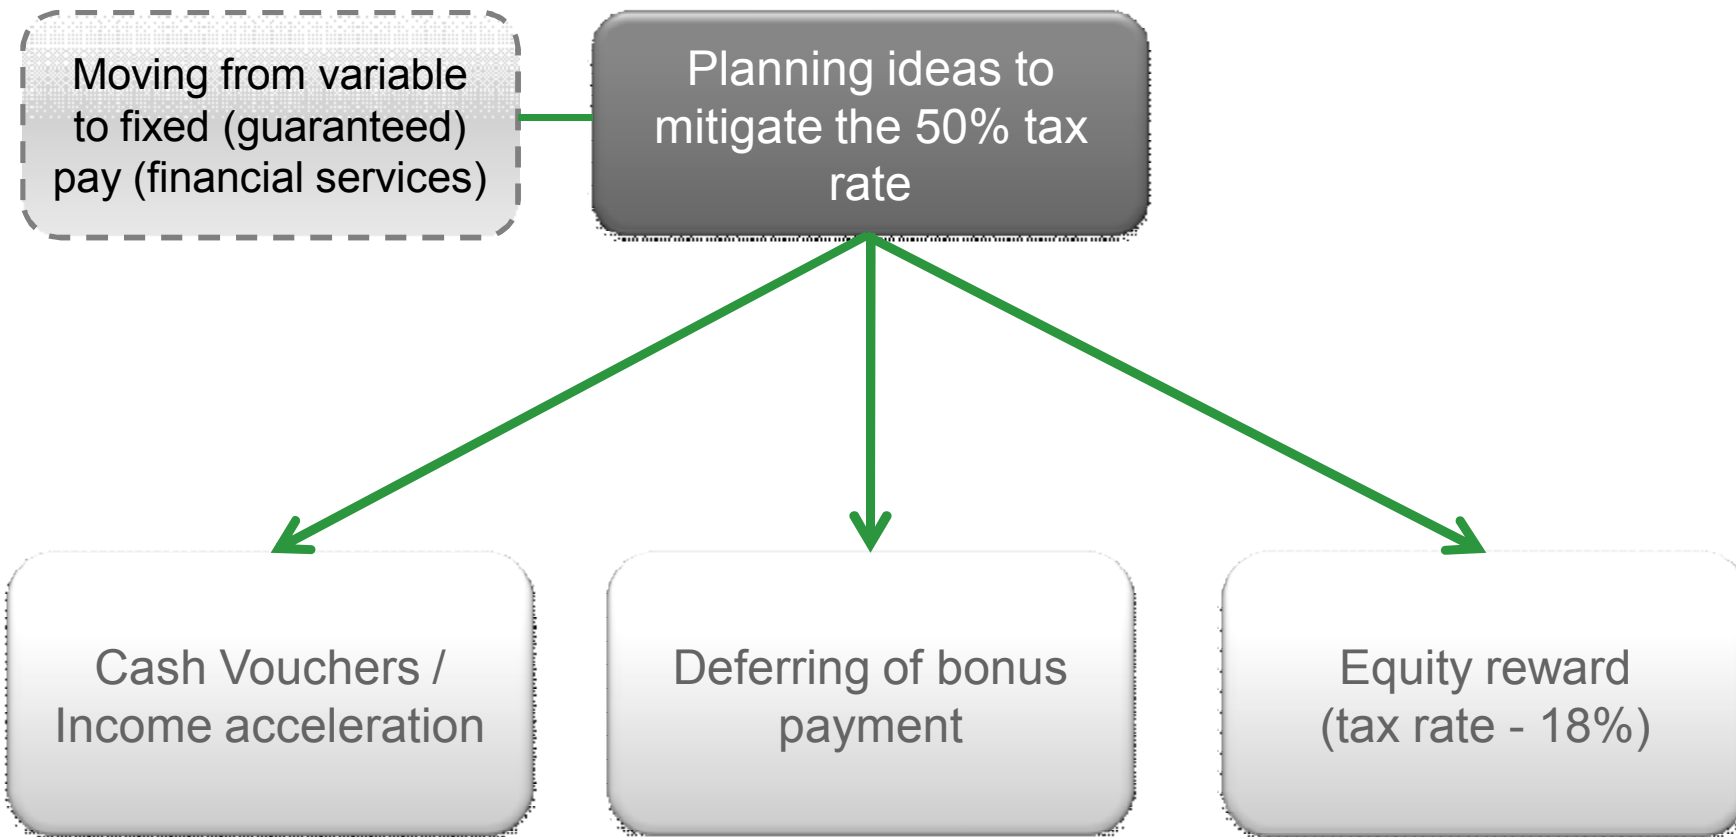 Moving from variable
to fixed (guaranteed)
pay (financial services)
Planning ideas to
mitigate the 50% tax
rate
Cash Vouchers /
Income acceleration
Deferring of bonus
payment
Equity reward
(tax rate - 18%)